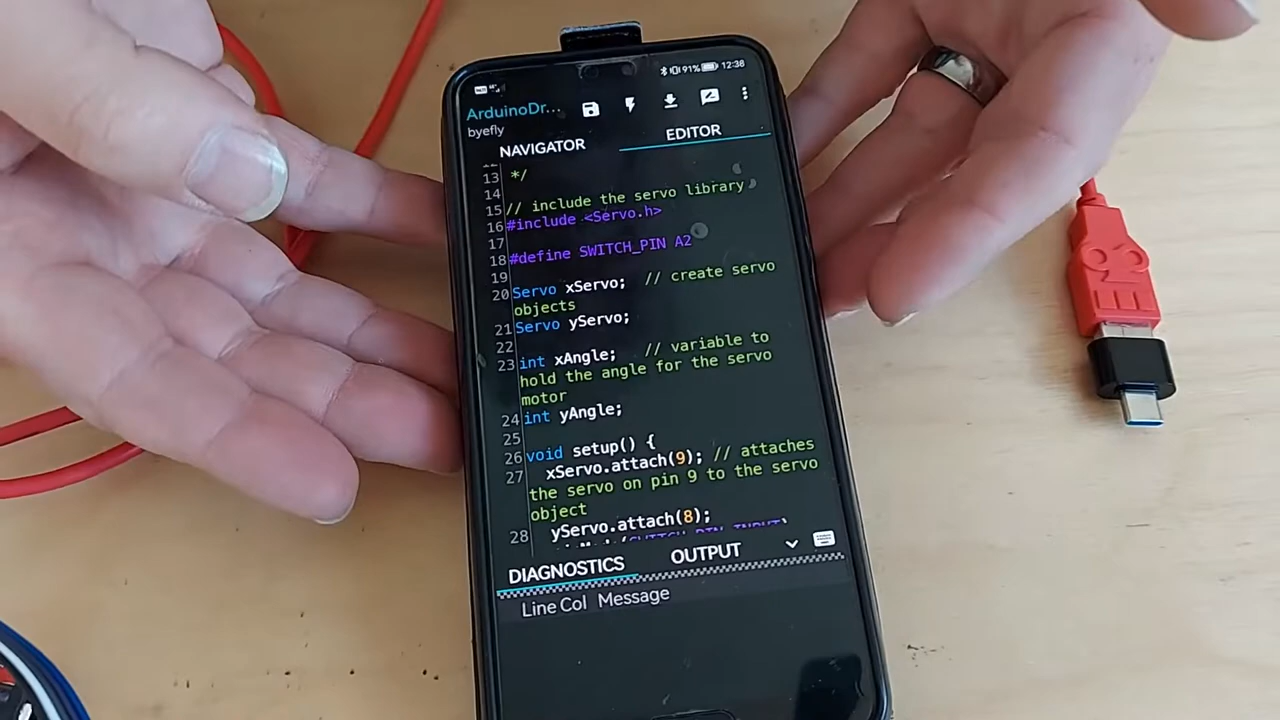 91% 12:38
ArduinoDr...
byefly
NAVIGATOR EDITOR
13 */
14
15 // include the servo library
16 #include <Servo.h>
17
18 #define SWITCH_PIN A2
19
20 Servo xServo; // create servo
objects
21 Servo yServo;
22
23 int xAngle; // variable to
hold the angle for the servo
motor
24 int yAngle;
25
26 void setup() {
27 xServo.attach(9); // attaches
the servo on pin 9 to the servo
object
28 yServo.attach(8);
DIAGNOSTICS OUTPUT
Line Col Message